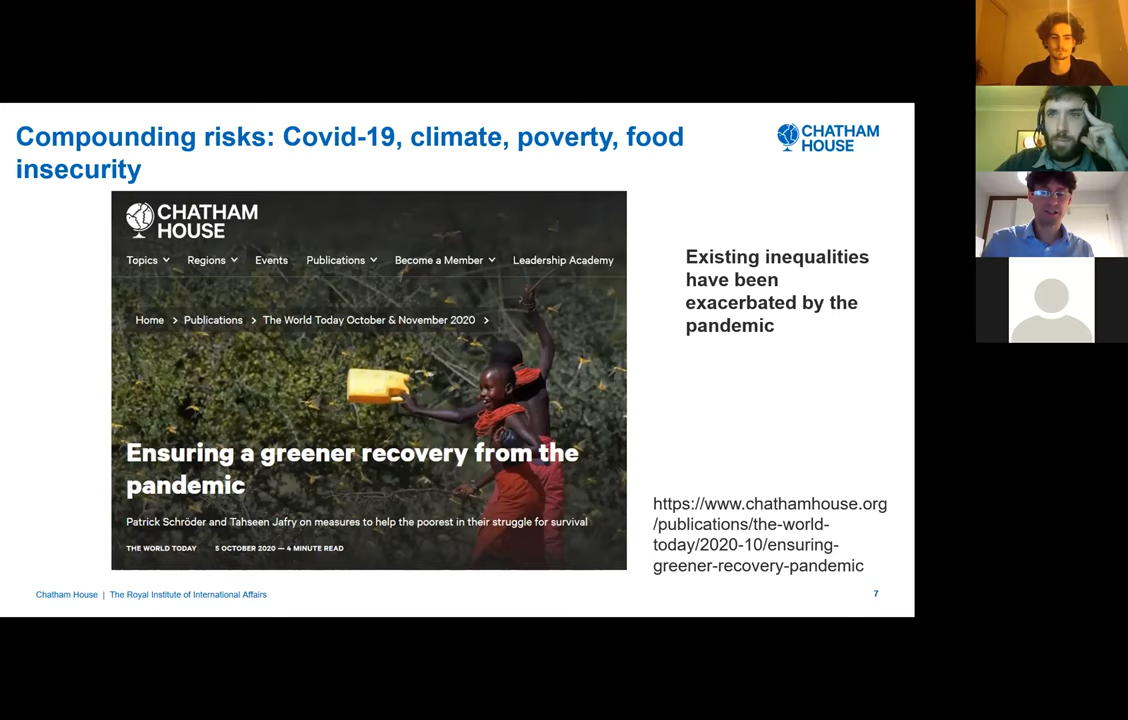 Compounding risks: Covid-19, climate, poverty, food
insecurity
CHATHAM
HOUSE
CHATHAM
HOUSE
Topics Regions Events Publications Become a Member Leadership Academy
Home > Publications > The World Today October & November 2020 >
Ensuring a greener recovery from the
pandemic
Patrick Schröder and Tahseen Jafry on measures to help the poorest in their struggle for survival
THE WORLD TODAY 5 OCTOBER 2020 — 4 MINUTE READ
Existing inequalities
have been
exacerbated by the
pandemic
https://www.chathamhouse.org
/publications/the-world-
today/2020-10/ensuring-
greener-recovery-pandemic
Chatham House | The Royal Institute of International Affairs
7